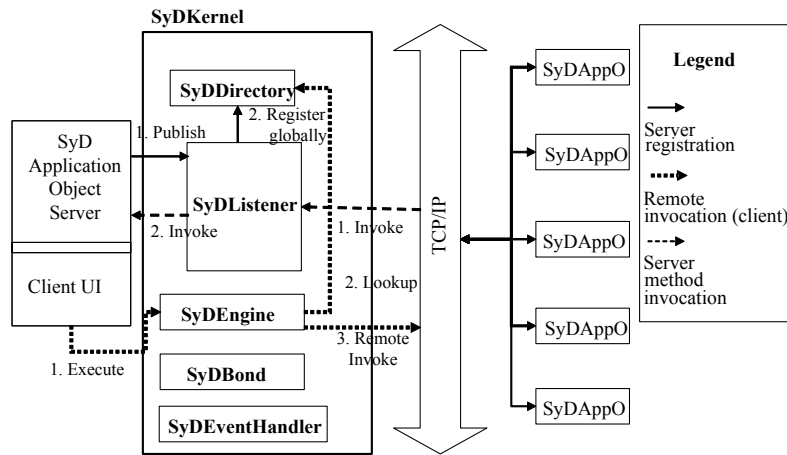 SyDKernel
SyDDirectory
1. Publish
2. Register
globally
SyD
Application
Object
Server
SyDListener
2. Invoke
1. Invoke
2. Lookup
Client UI
SyDEngine
3. Remote
Invoke
1. Execute
SyDBond
SyDEventHandler
TCP/IP
SyDAppO
SyDAppO
SyDAppO
SyDAppO
SyDAppO
Legend
Server
registration
Remote
invocation (client)
Server
method
invocation